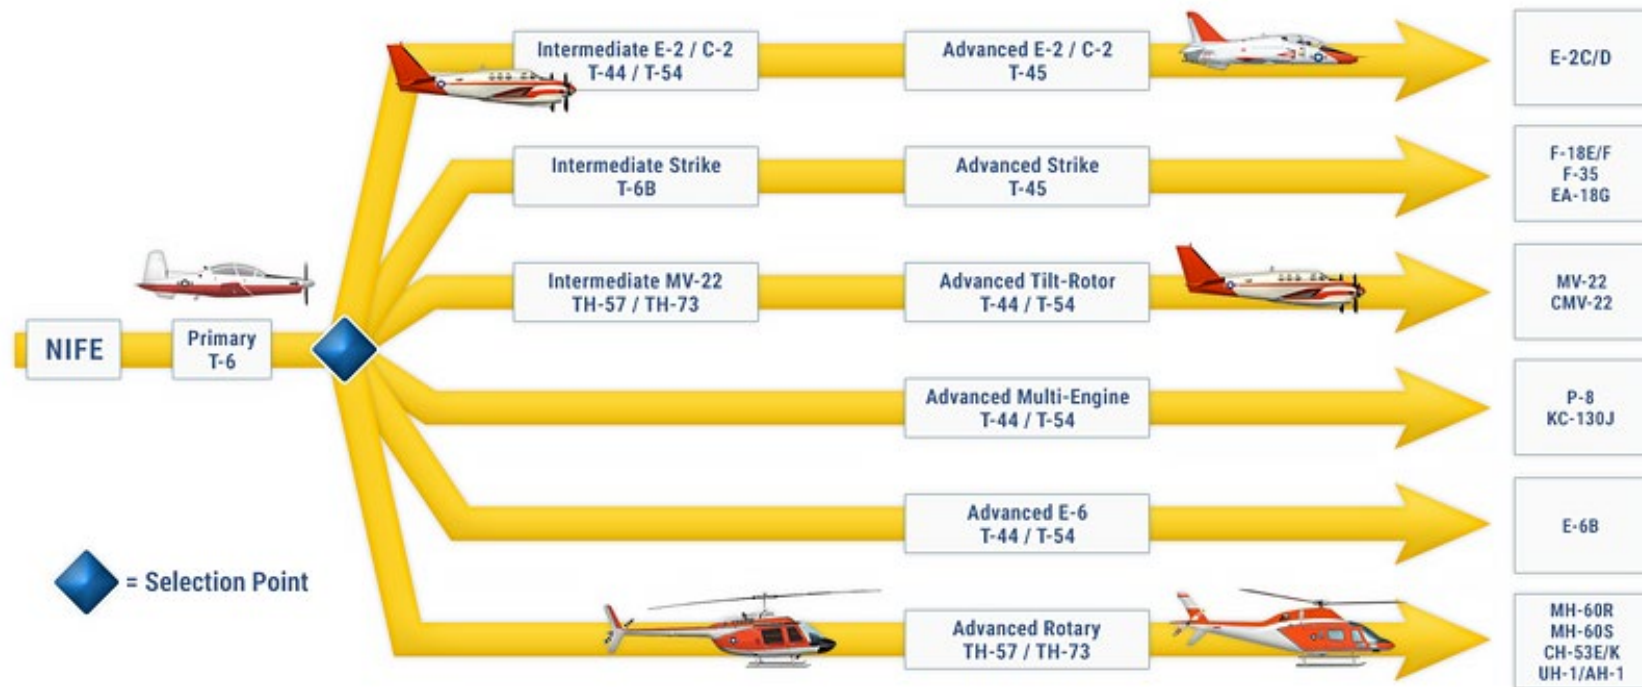 Intermediate E-2 / C-2
T-44 / T-54
Advanced E-2 / C-2
T-45
E-2C/D
Intermediate Strike
T-6B
Advanced Strike
T-45
F-18E/F
F-35
EA-18G
Intermediate MV-22
TH-57 / TH-73
Advanced Tilt-Rotor
T-44 / T-54
MV-22
CMV-22
NIFE
Primary
T-6
Advanced Multi-Engine
T-44 / T-54
P-8
KC-130J
Advanced E-6
T-44 / T-54
E-6B
= Selection Point
Advanced Rotary
TH-57 / TH-73
MH-60R
MH-60S
CH-53E/K
UH-1/AH-1